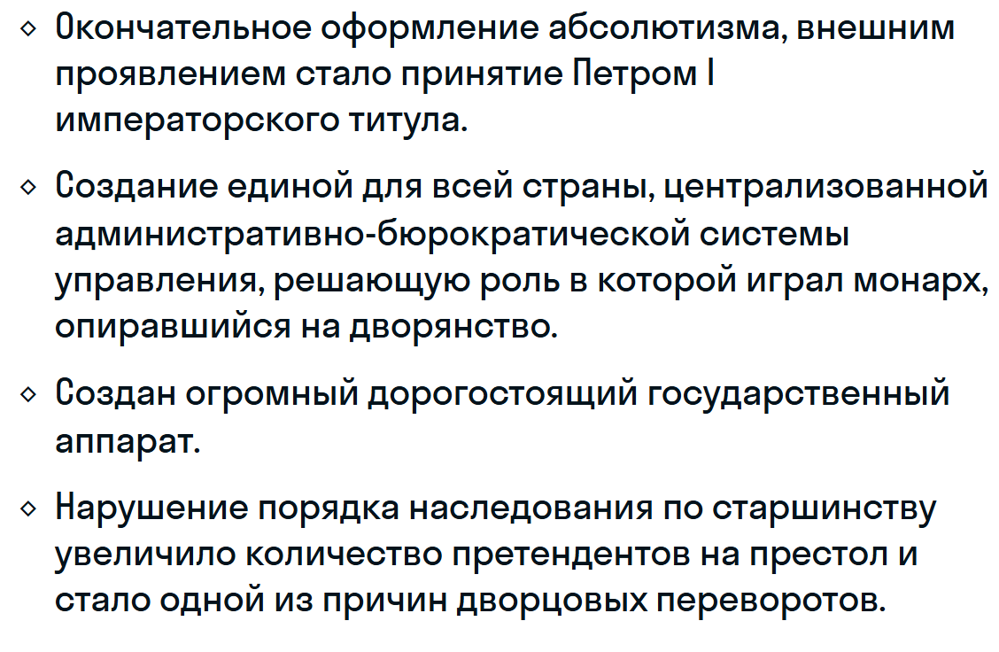 ◇ Окончательное оформление абсолютизма, внешним
проявлением стало принятие Петром I
императорского титула.
◇ Создание единой для всей страны, централизованной
административно-бюрократической системы
управления, решающую роль в которой играл монарх,
опиравшийся на дворянство.
◇ Создан огромный дорогостоящий государственный
аппарат.
◇ Нарушение порядка наследования по старшинству
увеличило количество претендентов на престол и
стало одной из причин дворцовых переворотов.